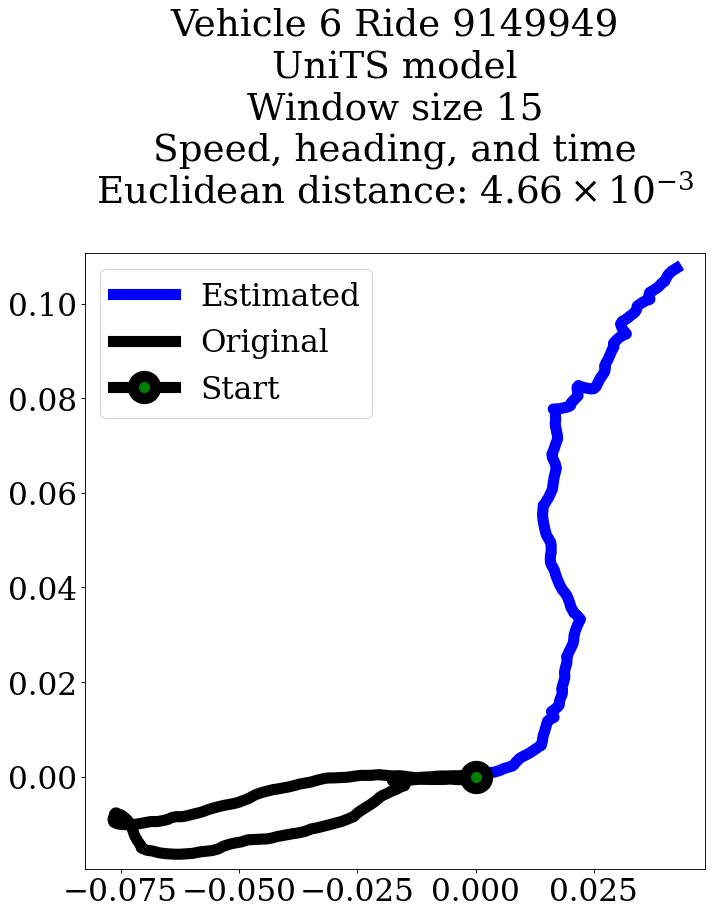 Vehicle 6 Ride 9149949
UniTS model
Window size 15
Speed, heading, and time
Euclidean distance: 4.66 × 10⁻³
Estimated
Original
Start
0.10
0.08
0.06
0.04
0.02
0.00
−0.075 −0.050 −0.025 0.000 0.025